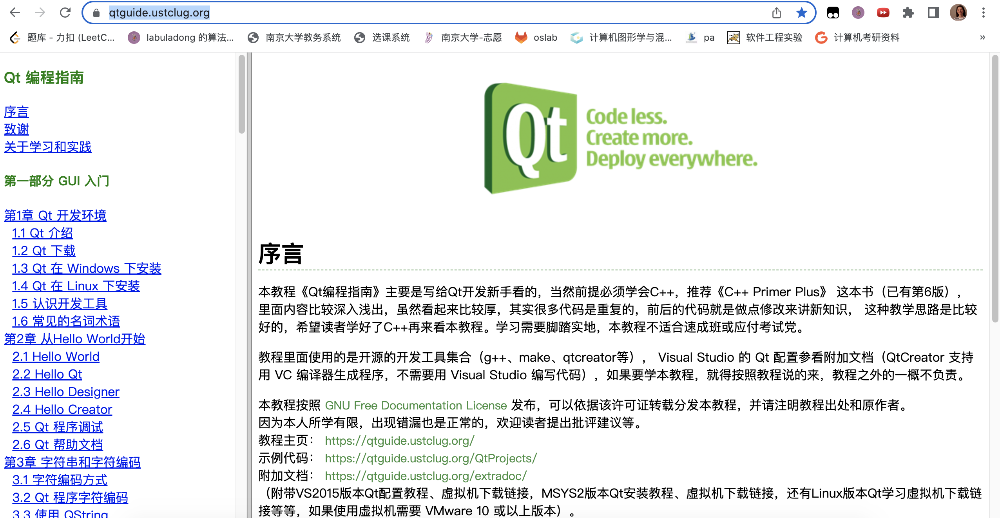 qtguide.ustclug.org
题库 - 力扣 (LeetC...
labuladong 的算法...
南京大学教务系统
选课系统
南京大学-志愿
oslab
计算机图形学与混...
pa
软件工程实验
计算机考研资料
»
Qt 编程指南
序言
致谢
关于学习和实践
第一部分 GUI 入门
第1章 Qt 开发环境
1.1 Qt 介绍
1.2 Qt 下载
1.3 Qt 在 Windows 下安装
1.4 Qt 在 Linux 下安装
1.5 认识开发工具
1.6 常见的名词术语
第2章 从Hello World开始
2.1 Hello World
2.2 Hello Qt
2.3 Hello Designer
2.4 Hello Creator
2.5 Qt 程序调试
2.6 Qt 帮助文档
第3章 字符串和字符编码
3.1 字符编码方式
3.2 Qt 程序字符编码
3.3 使用 QString
Qt
Code less.
Create more.
Deploy everywhere.
序言
本教程《Qt编程指南》主要是写给Qt开发新手看的，当然前提必须学会C++，推荐《C++ Primer Plus》 这本书（已有第6版），
里面内容比较深入浅出，虽然看起来比较厚，其实很多代码是重复的，前后的代码就是做点修改来讲新知识， 这种教学思路是比较
好的，希望读者学好了C++再来看本教程。学习需要脚踏实地，本教程不适合速成班或应付考试党。
教程里面使用的是开源的开发工具集合（g++、make、qtcreator等）， Visual Studio 的 Qt 配置参看附加文档（QtCreator 支持
用 VC 编译器生成程序，不需要用 Visual Studio 编写代码），如果要学本教程，就得按照教程说的来，教程之外的一概不负责。
本教程按照 GNU Free Documentation License 发布，可以依据该许可证转载分发本教程，并请注明教程出处和原作者。
因为本人所学有限，出现错漏也是正常的，欢迎读者提出批评建议等。
教程主页： https://qtguide.ustclug.org/
示例代码： https://qtguide.ustclug.org/QtProjects/
附加文档： https://qtguide.ustclug.org/extradoc/
（附带VS2015版本Qt配置教程、虚拟机下载链接，MSYS2版本Qt安装教程、虚拟机下载链接，还有Linux版本Qt学习虚拟机下载链
接等等，如果使用虚拟机需要 VMware 10 或以上版本）。